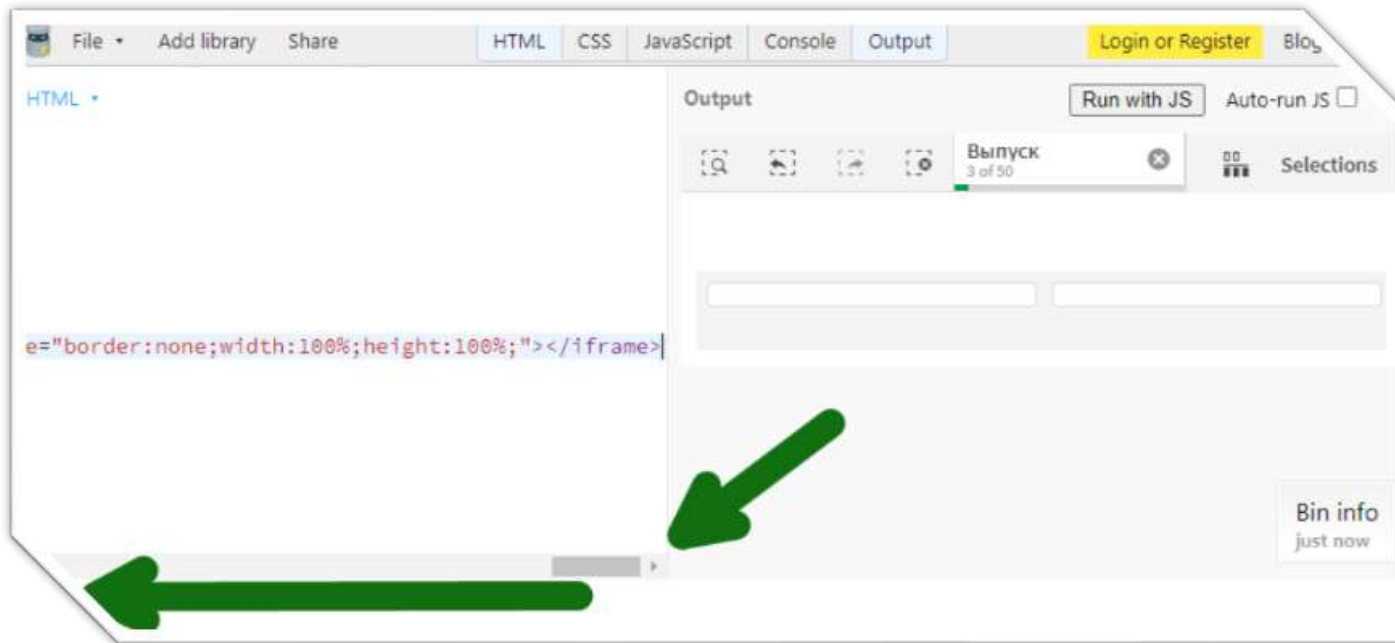 File Add library Share HTML CSS JavaScript Console Output Login or Register
HTML
Output Run with JS Auto-run JS
Выпуск
3 of 50
Selections
e="border:none;width:100%;height:100%;"></iframe>
Bin info
just now